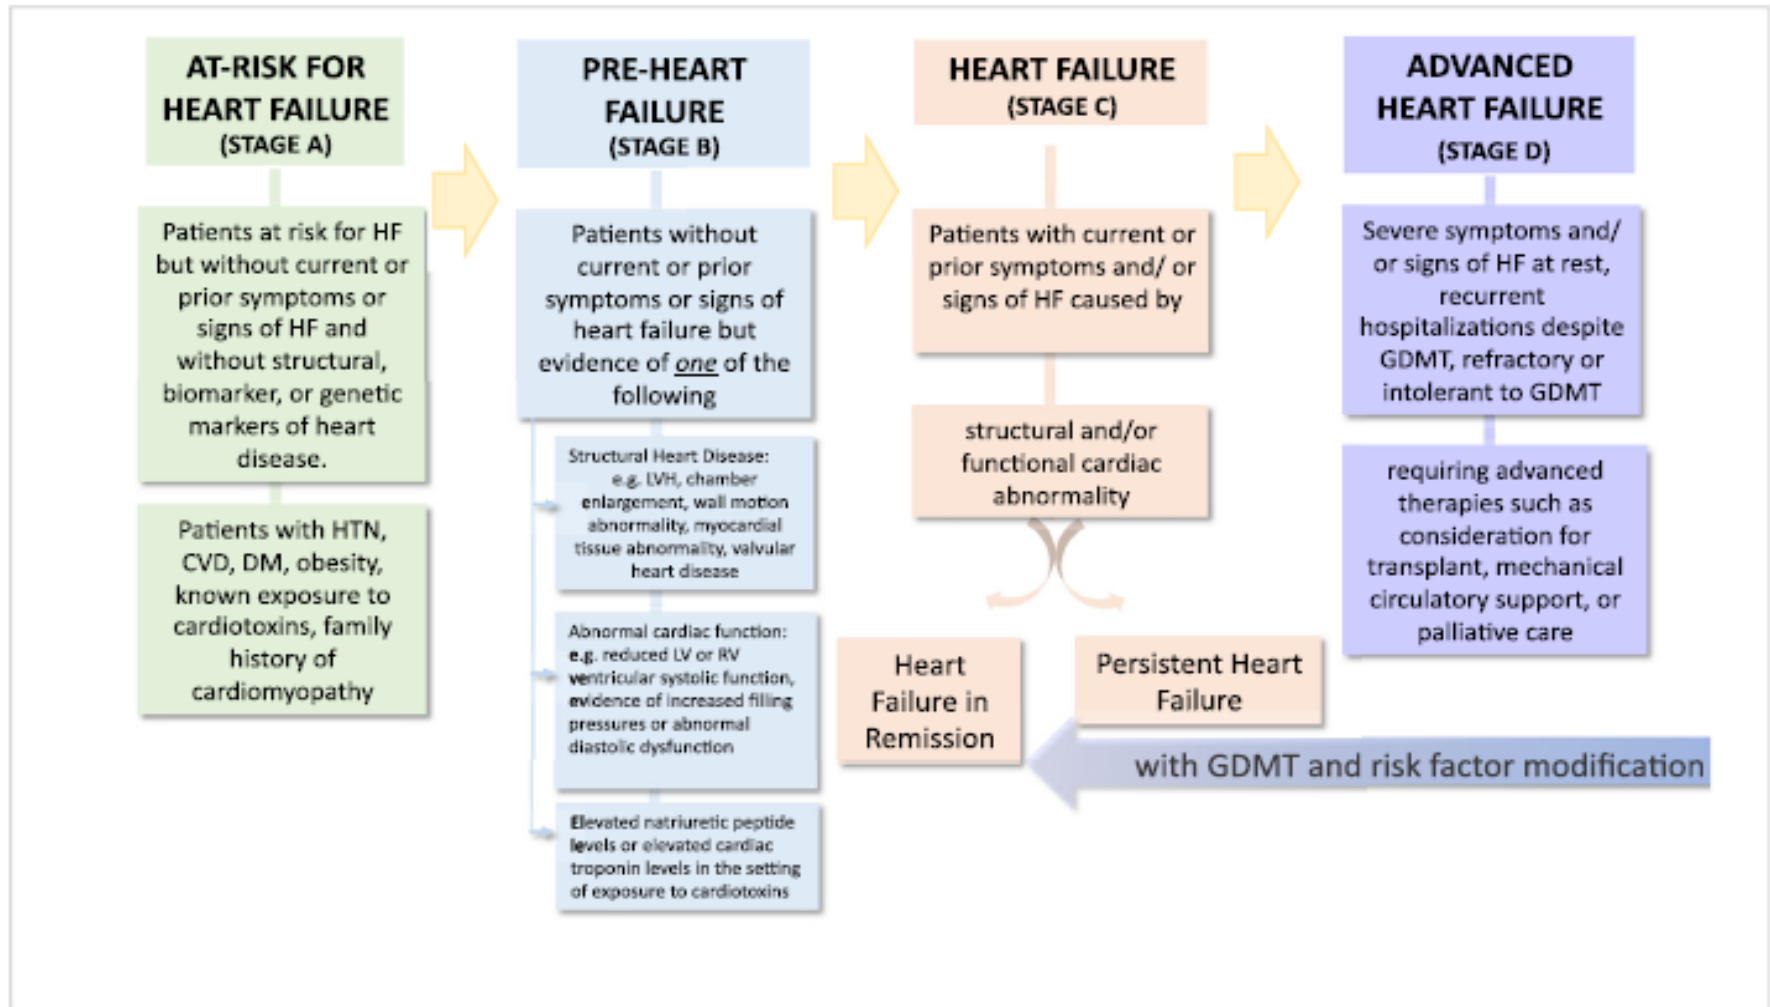 AT-RISK FOR
HEART FAILURE
(STAGE A)
Patients at risk for HF
but without current or
prior symptoms or
signs of HF and
without structural,
biomarker, or genetic
markers of heart
disease.
Patients with HTN,
CVD, DM, obesity,
known exposure to
cardiotoxins, family
history of
cardiomyopathy
PRE-HEART
FAILURE
(STAGE B)
Patients without
current or prior
symptoms or signs of
heart failure but
evidence of one of the
following
Structural Heart Disease:
e.g. LVH, chamber
enlargement, wall motion
abnormality, myocardial
tissue abnormality, valvular
heart disease
Abnormal cardiac function:
e.g. reduced LV or RV
ventricular systolic function,
evidence of increased filling
pressures or abnormal
diastolic dysfunction
Elevated natriuretic peptide
levels or elevated cardiac
troponin levels in the setting
of exposure to cardiotoxins
HEART FAILURE
(STAGE C)
Patients with current or
prior symptoms and/ or
signs of HF caused by
structural and/or
functional cardiac
abnormality
Heart
Failure in
Remission
Persistent Heart
Failure
with GDMT and risk factor modification
ADVANCED
HEART FAILURE
(STAGE D)
Severe symptoms and/
or signs of HF at rest,
recurrent
hospitalizations despite
GDMT, refractory or
intolerant to GDMT
requiring advanced
therapies such as
consideration for
transplant, mechanical
circulatory support, or
palliative care